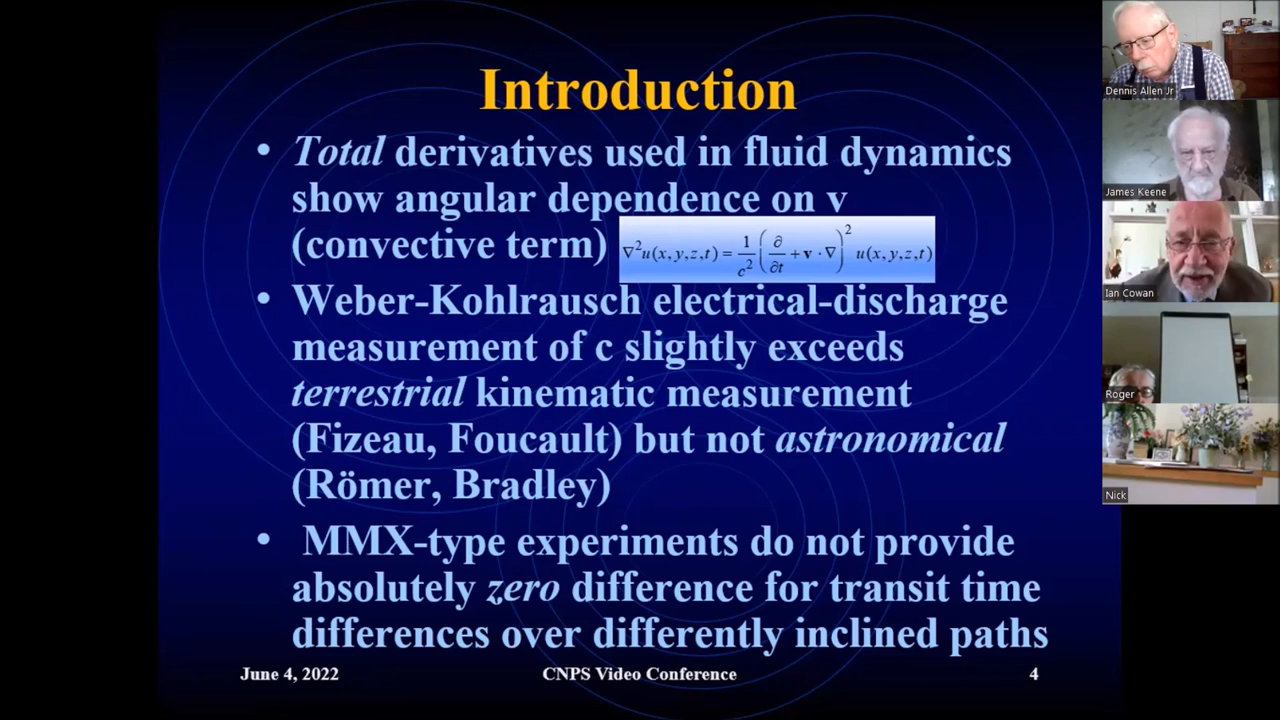 Introduction
• Total derivatives used in fluid dynamics
show angular dependence on v
(convective term)
∇²u(x,y,z,t) = 1/c² (∂/∂t + v · ∇)² u(x,y,z,t)
• Weber-Kohlrausch electrical-discharge
measurement of c slightly exceeds
terrestrial kinematic measurement
(Fizeau, Foucault) but not astronomical
(Römer, Bradley)
• MMX-type experiments do not provide
absolutely zero difference for transit time
differences over differently inclined paths
June 4, 2022
CNPS Video Conference
4
Dennis Allen Jr
James Keene
Ian Cowan
Roger
Nick